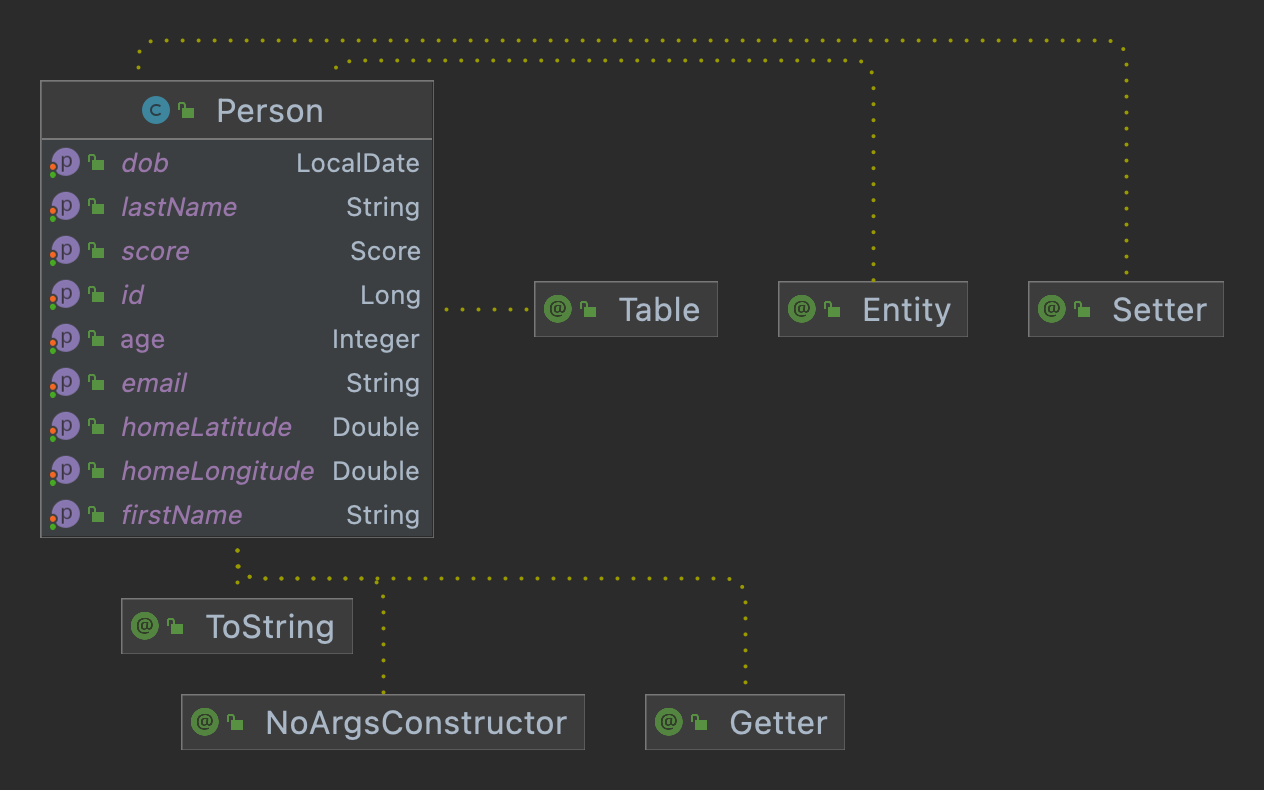 C Person
p dob LocalDate
p lastName String
p score Score
p id Long
p age Integer
p email String
p homeLatitude Double
p homeLongitude Double
p firstName String
@ Table
@ Entity
@ Setter
@ ToString
@ NoArgsConstructor
@ Getter